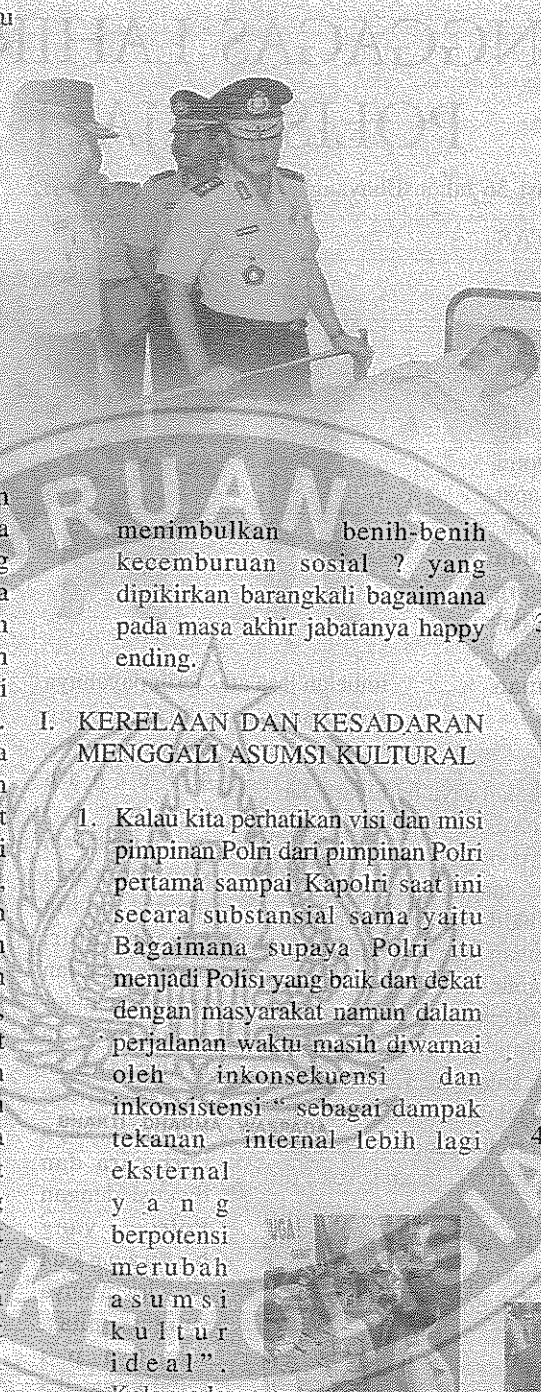 menimbulkan benih-benih
kecemburuan sosial ? yang
dipikirkan barangkali bagaimana
pada masa akhir jabatanya happy
ending.
I. KERELAAN DAN KESADARAN
MENGGALI ASUMSI KULTURAL
1. Kalau kita perhatikan visi dan misi
pimpinan Polri dari pimpinan Polri
pertama sampai Kapolri saat ini
secara substansial sama yaitu
Bagaimana supaya Polri itu
menjadi Polisi yang baik dan dekat
dengan masyarakat namun dalam
perjalanan waktu masih diwarnai
oleh inkonsekuensi dan
inkonsistensi “ sebagai dampak
tekanan internal lebih lagi
eksternal
y a n g
berpotensi
merubah
a s u m s i
k u l t u r
i d e a l ” .